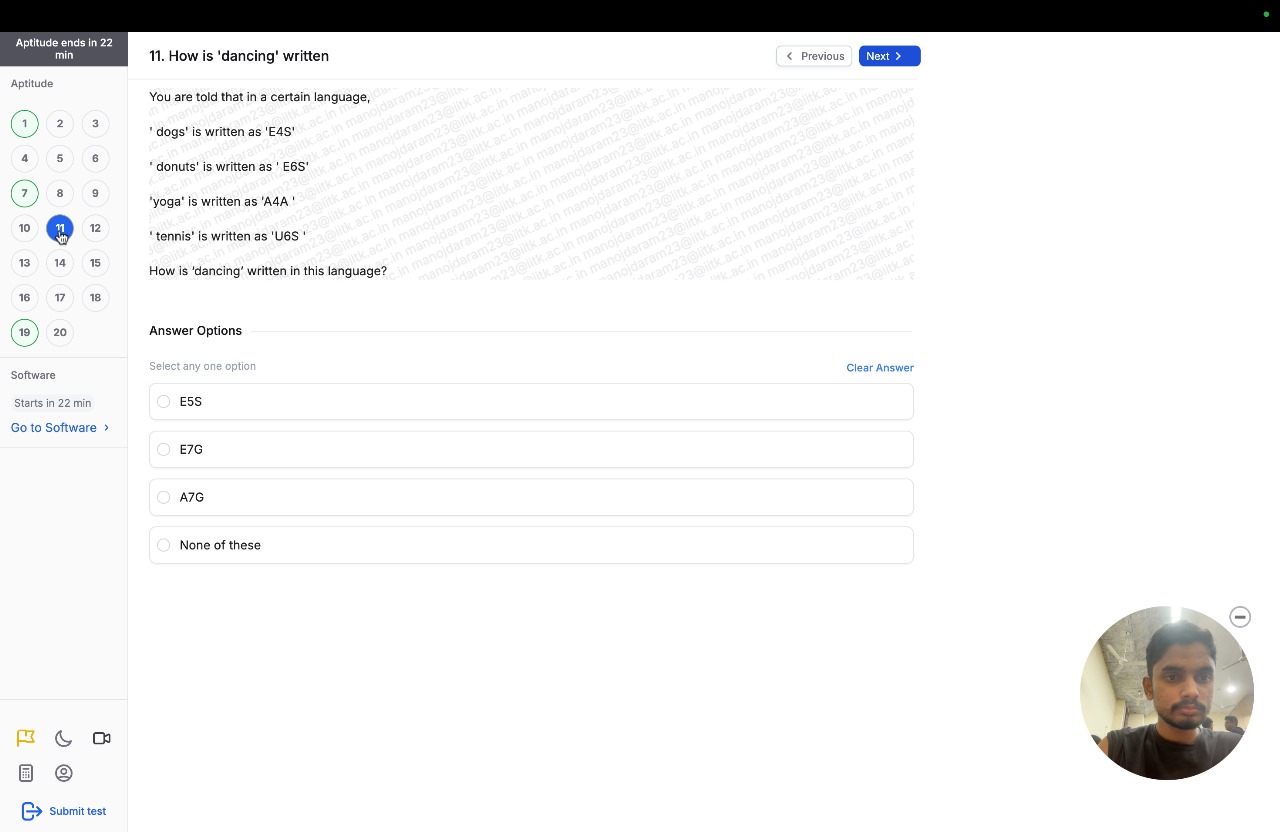 Aptitude ends in 22
min
Aptitude
1 2 3
4 5 6
7 8 9
10 11 12
13 14 15
16 17 18
19 20
Software
Starts in 22 min
Go to Software
Submit test
11. How is 'dancing' written
Previous
Next
You are told that in a certain language,
' dogs' is written as 'E4S'
' donuts' is written as ' E6S'
'yoga' is written as 'A4A '
' tennis' is written as 'U6S '
How is ‘dancing’ written in this language?
manojdaram23@iitk.ac.in
Answer Options
Select any one option
Clear Answer
E5S
E7G
A7G
None of these